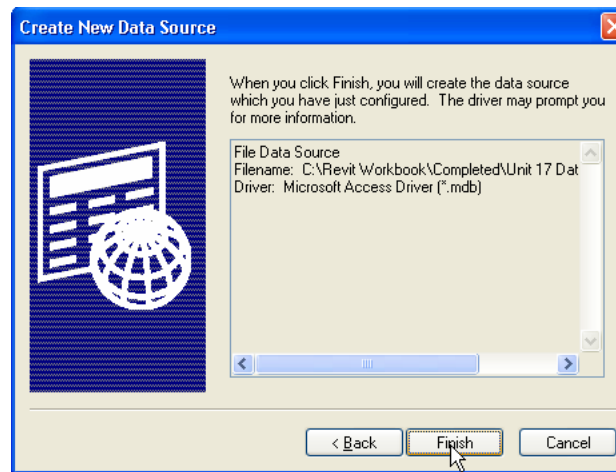 Create New Data Source
When you click Finish, you will create the data source
which you have just configured. The driver may prompt you
for more information.
File Data Source
Filename: C:\Revit Workbook\Completed\Unit 17 Dat
Driver: Microsoft Access Driver (*.mdb)
< Back
Finish
Cancel